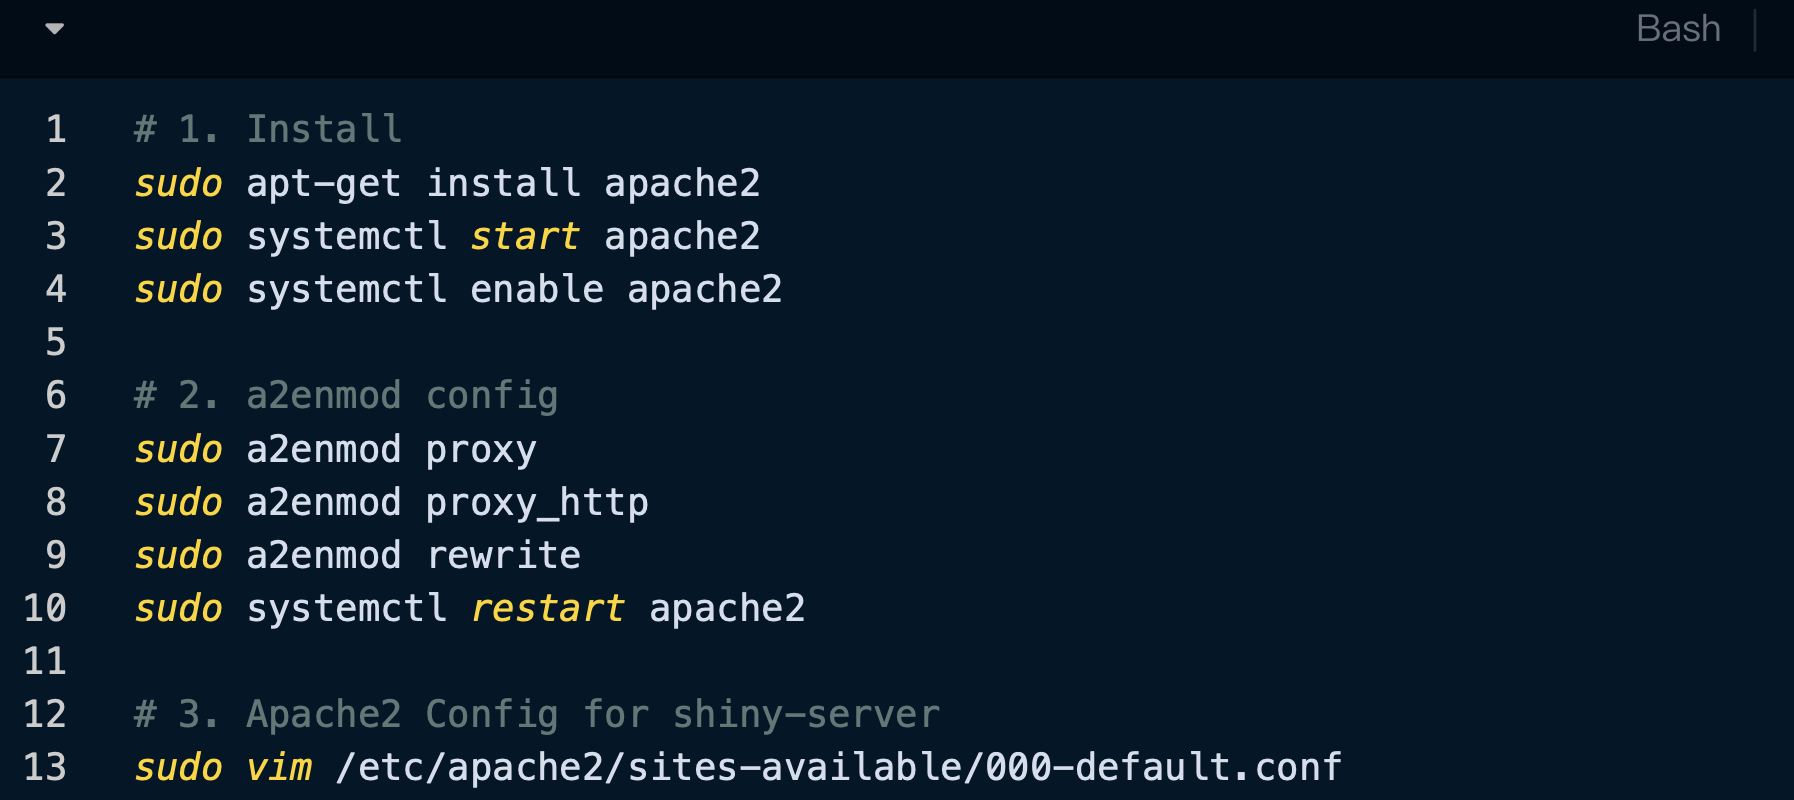 Bash
1 # 1. Install
2 sudo apt-get install apache2
3 sudo systemctl start apache2
4 sudo systemctl enable apache2
5
6 # 2. a2enmod config
7 sudo a2enmod proxy
8 sudo a2enmod proxy_http
9 sudo a2enmod rewrite
10 sudo systemctl restart apache2
11
12 # 3. Apache2 Config for shiny-server
13 sudo vim /etc/apache2/sites-available/000-default.conf